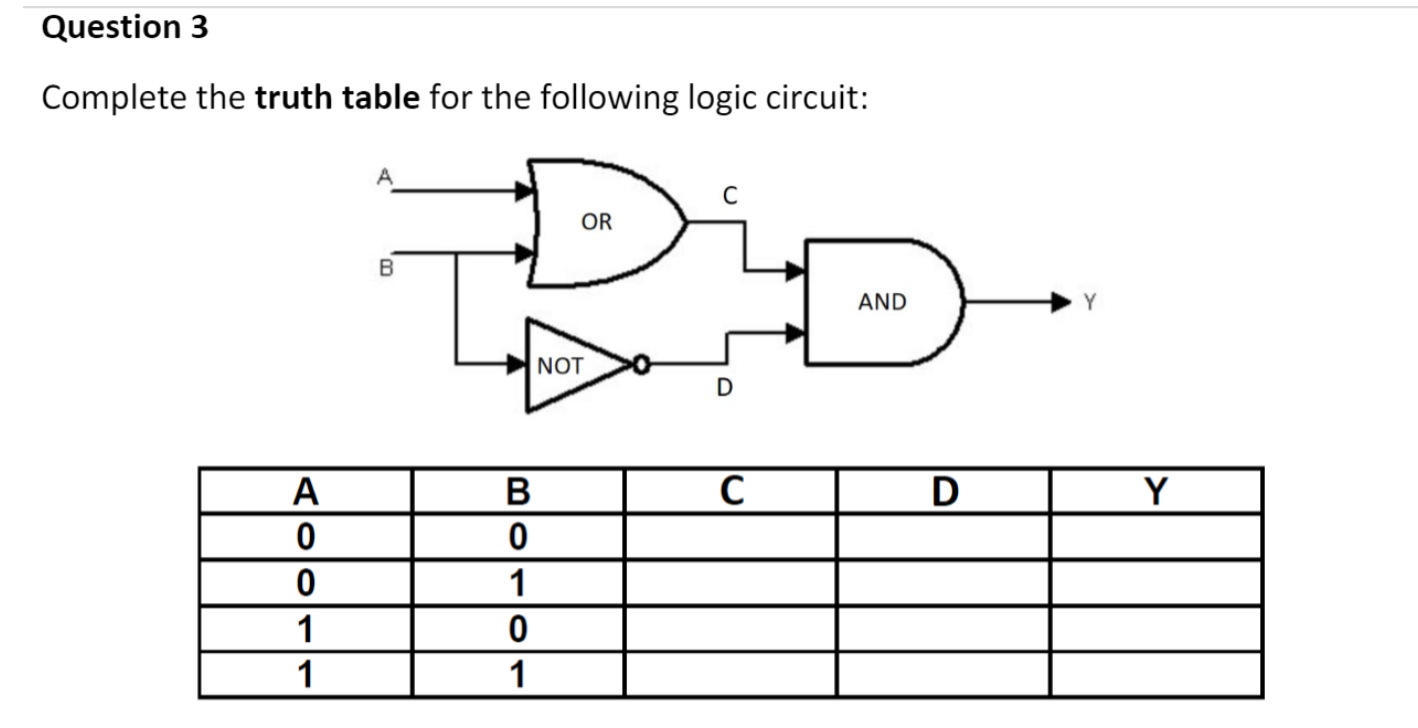 Question 3
Complete the truth table for the following logic circuit:
A
C
OR
B
AND
Y
NOT
D
A B C D Y
0 0
0 1
1 0
1 1